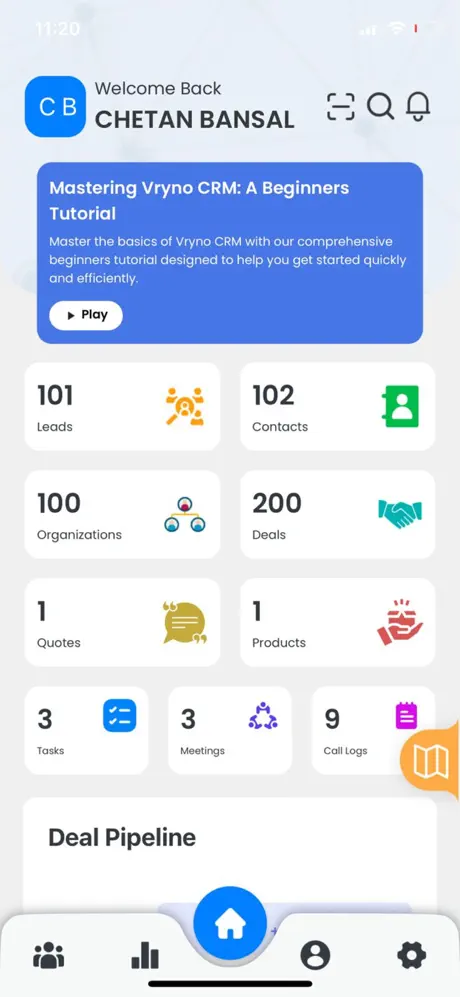 11:20
C B
Welcome Back
CHETAN BANSAL
Mastering Vryno CRM: A Beginners
Tutorial
Master the basics of Vryno CRM with our comprehensive
beginners tutorial designed to help you get started quickly
and efficiently.
Play
101
Leads
102
Contacts
100
Organizations
200
Deals
1
Quotes
1
Products
3
Tasks
3
Meetings
9
Call Logs
Deal Pipeline